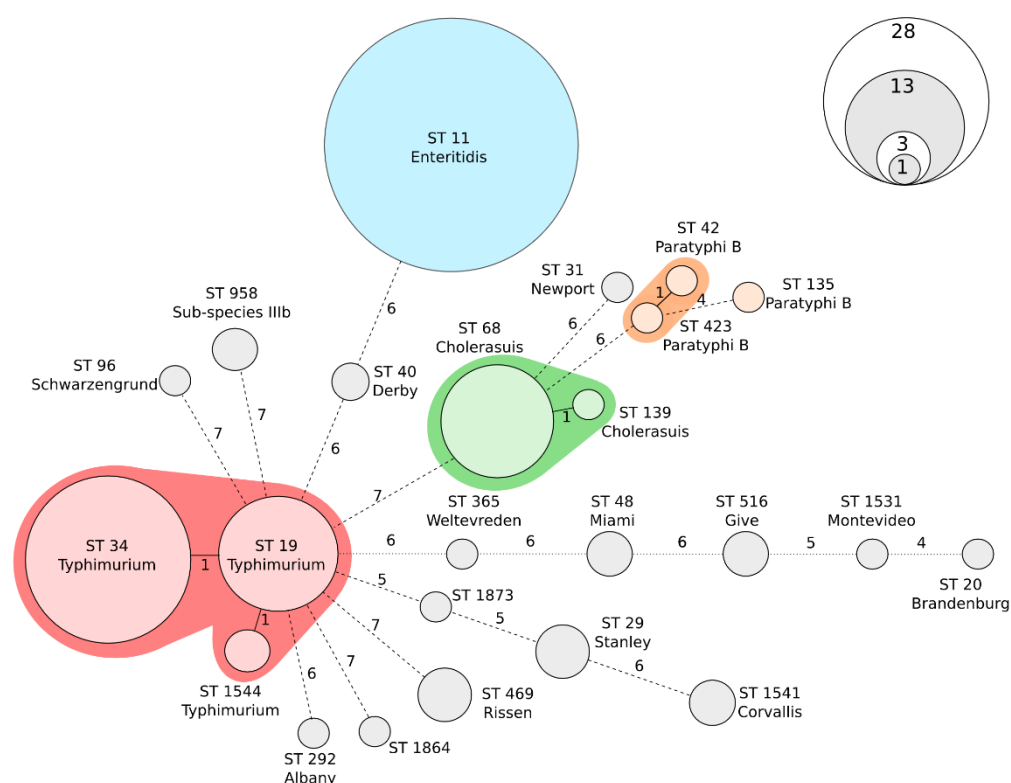 28
13
3
1
ST 11
Enteritidis
6
ST 42
Paratyphi B
1
4
ST 31
Newport
ST 135
Paratyphi B
ST 423
Paratyphi B
6
6
ST 958
Sub-species IIIb
ST 68
Cholerasuis
ST 96
Schwarzengrund
ST 40
Derby
7
7
6
1
ST 139
Cholerasuis
7
ST 34
Typhimurium
1
ST 19
Typhimurium
6
ST 365
Weltevreden
6
ST 48
Miami
6
ST 516
Give
5
ST 1531
Montevideo
4
ST 20
Brandenburg
5
ST 1873
5
ST 29
Stanley
6
ST 1541
Corvallis
1
ST 1544
Typhimurium
7
ST 469
Rissen
6
7
ST 292
Albany
ST 1864